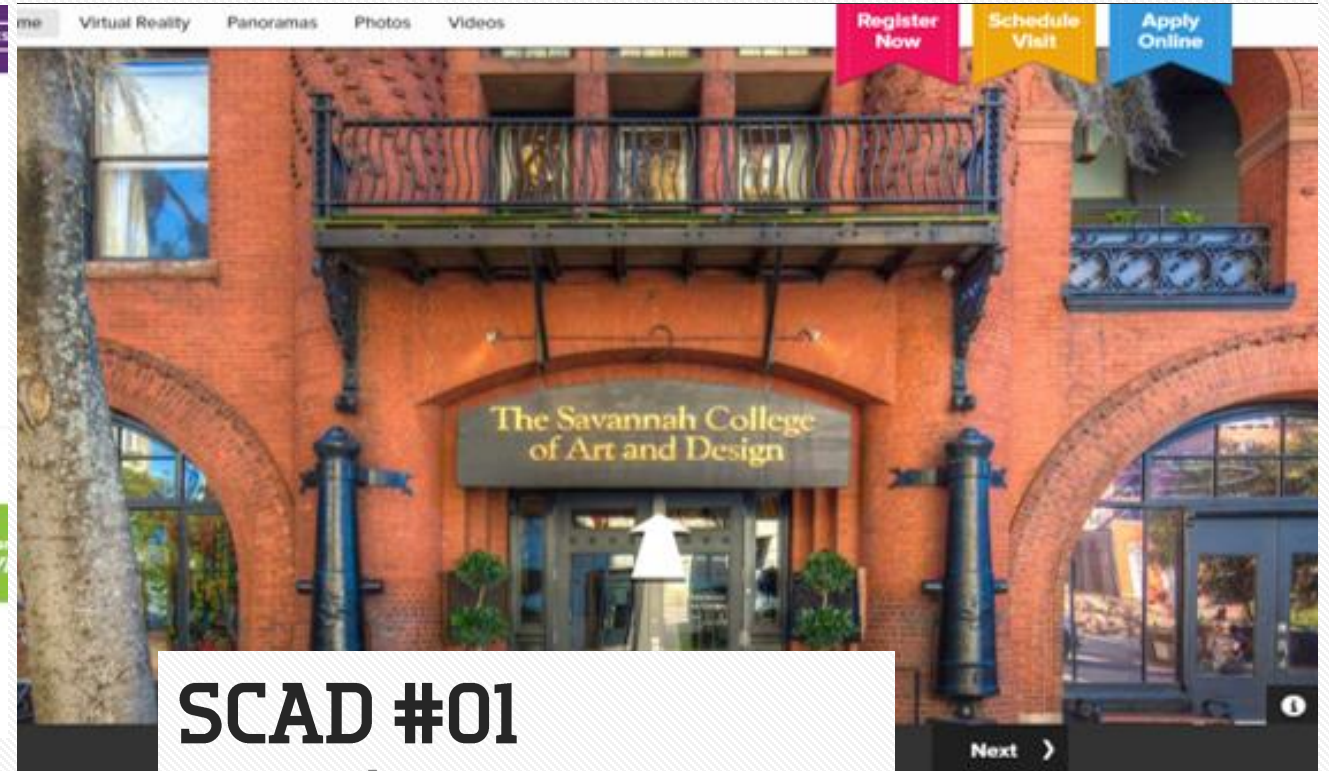 Virtual Reality
Panoramas
Photos
Videos
Register
Now
Schedule
Visit
Apply
Online
The Savannah College
of Art and Design
Next
SCAD #01